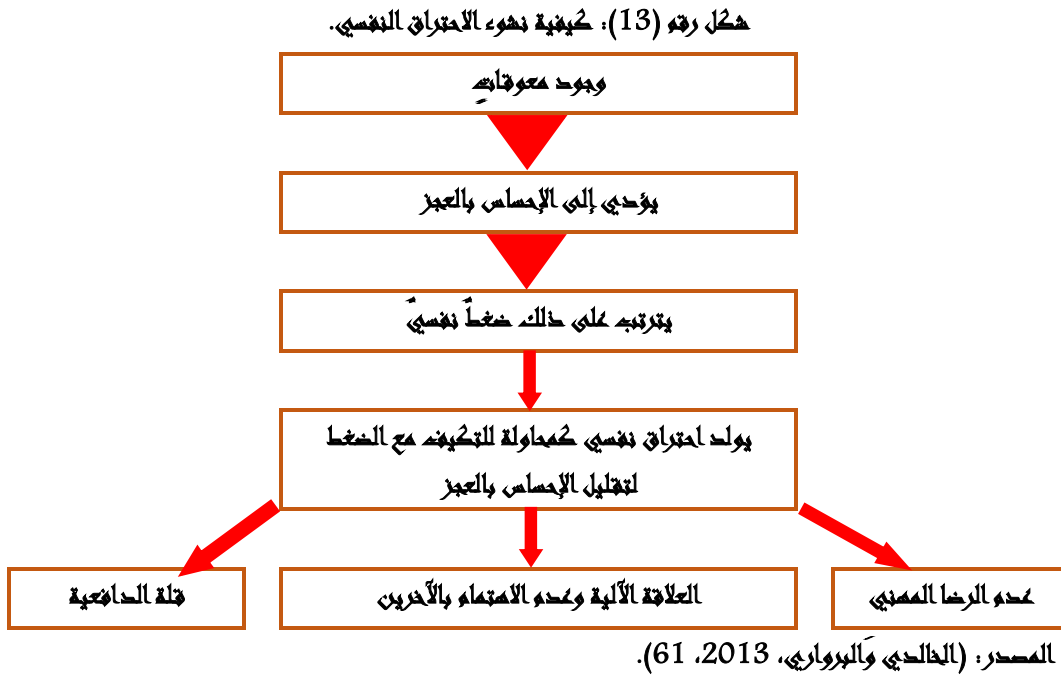 شكل رقم (13): كيفية نشوء الاحتراق النفسي.
وجود معوقاتٍ
يؤدي إلى الإحساس بالعجز
يترتب على ذلك ضغطاً نفسيً
يولد احتراق نفسي كمحاولة للتكيف مع الضغط
لتقليل الإحساس بالعجز
عدم الرضا المهني
العلاقة الآلية وعدم الاهتمام بالآخرين
قلة الدافعية
المصدر: (الخالدي وَالبرواري، 2013، 61).